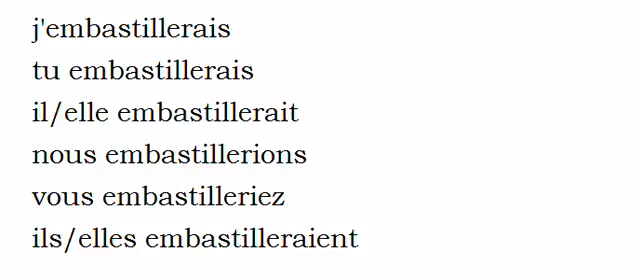 j'embastillerais
tu embastillerais
il/elle embastillerait
nous embastillerions
vous embastilleriez
ils/elles embastilleraient